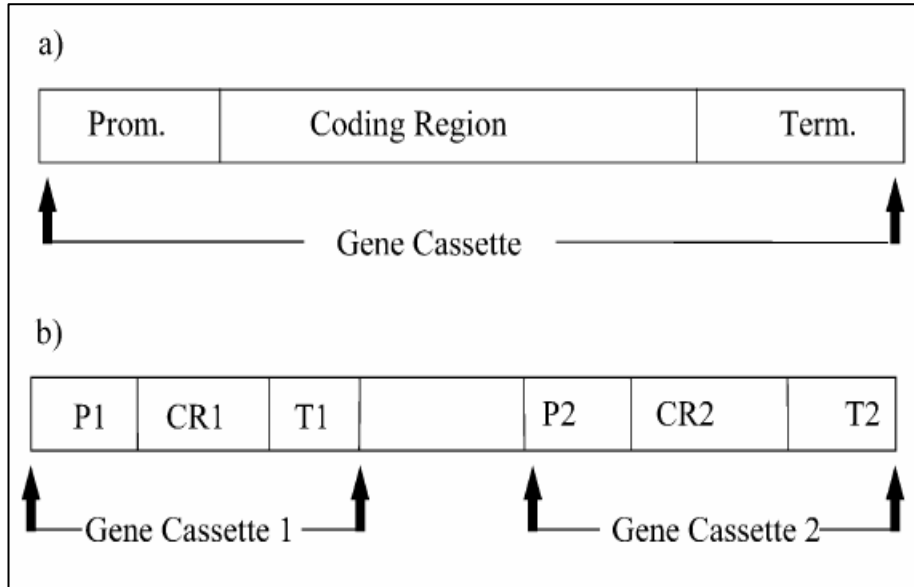 a)
Prom. Coding Region Term.
Gene Cassette
b)
P1 CR1 T1 P2 CR2 T2
Gene Cassette 1 Gene Cassette 2